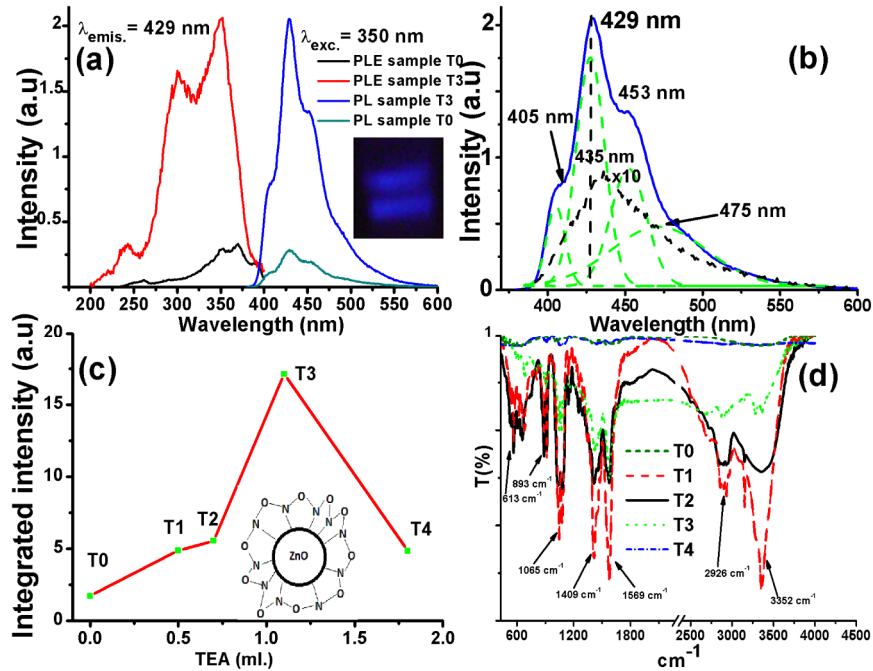 λemis. = 429 nm
λexc. = 350 nm
(a)
PLE sample T0
PLE sample T3
PL sample T3
PL sample T0
Intensity (a.u)
2
1.5
1
0.5
200 250 300 350 400 450 500 550 600
Wavelength (nm)
(b)
429 nm
453 nm
405 nm
435 nm
x10
475 nm
Intensity (a.u)
2
1
0
400 450 500 550 600
Wavelength (nm)
(c)
Integrated intensity (a.u)
20
15
10
5
0
T0
T1
T2
T3
T4
ZnO
O O O O O O O O
N N N N N N N N
0.0 0.5 1.0 1.5 2.0
TEA (ml.)
(d)
1
T(%)
T0
T1
T2
T3
T4
613 cm-1
893 cm-1
1065 cm-1
1409 cm-1
1569 cm-1
2926 cm-1
3352 cm-1
600 1200 1800 3000 3600 4500
cm-1